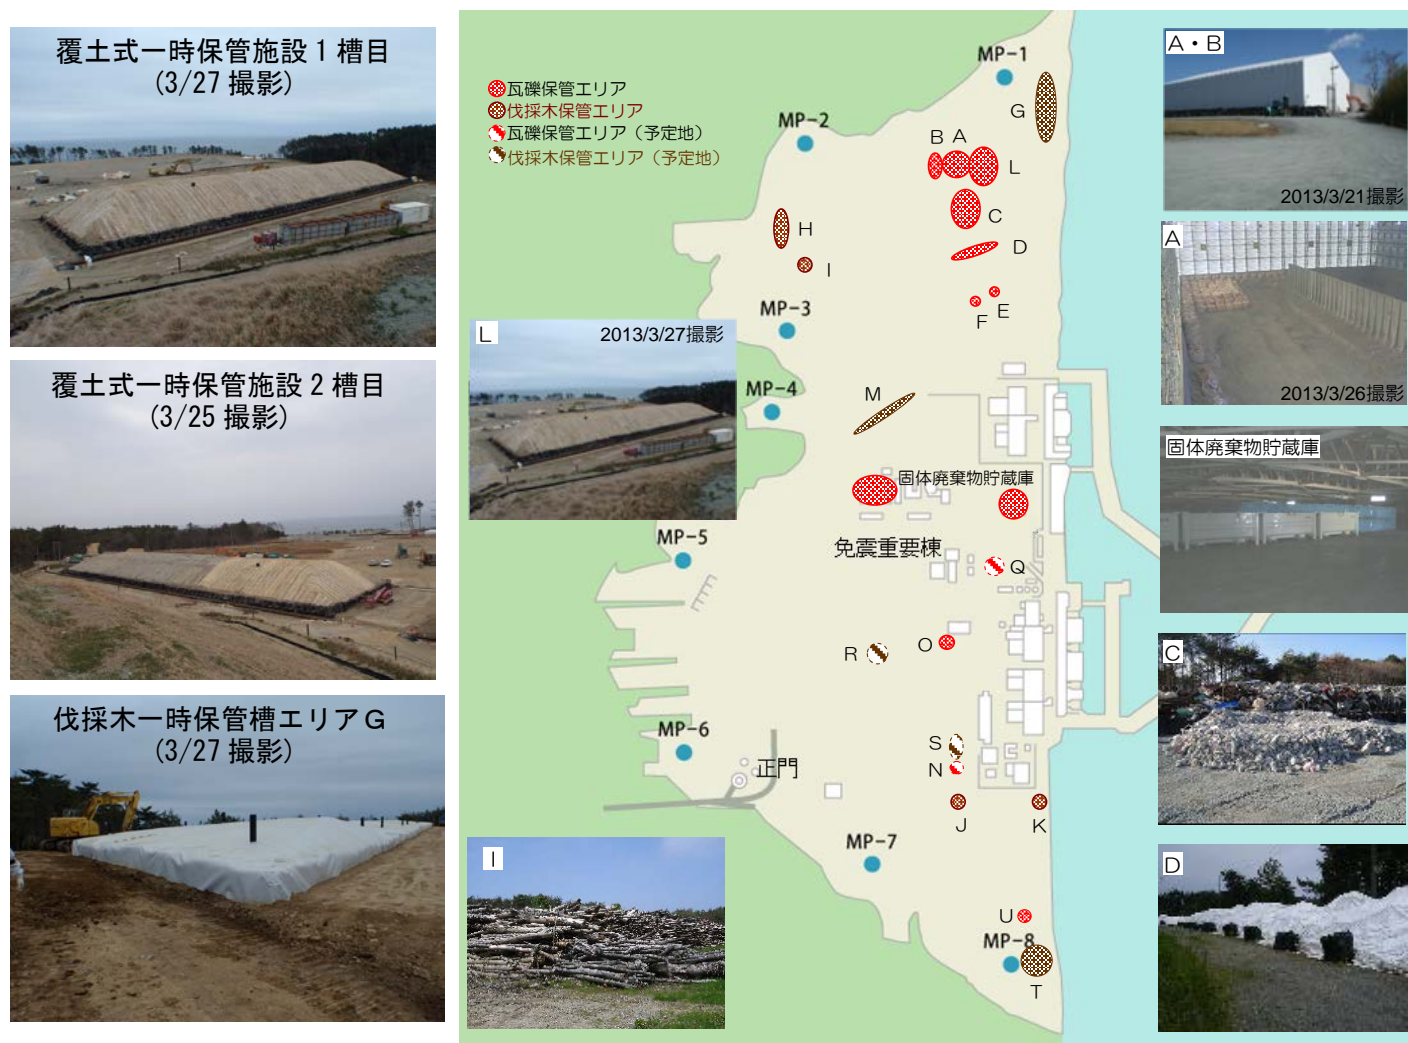 覆土式一時保管施設1槽目
(3/27 撮影)
覆土式一時保管施設2槽目
(3/25 撮影)
伐採木一時保管槽エリアG
(3/27 撮影)
瓦礫保管エリア
伐採木保管エリア
瓦礫保管エリア（予定地）
伐採木保管エリア（予定地）
MP-1
G
MP-2
B
A
L
C
H
D
I
E
F
MP-3
L
2013/3/27撮影
MP-4
M
固体廃棄物貯蔵庫
免震重要棟
MP-5
Q
O
R
MP-6
S
N
正門
J
K
MP-7
I
U
MP-8
T
A・B
2013/3/21撮影
A
2013/3/26撮影
固体廃棄物貯蔵庫
C
D